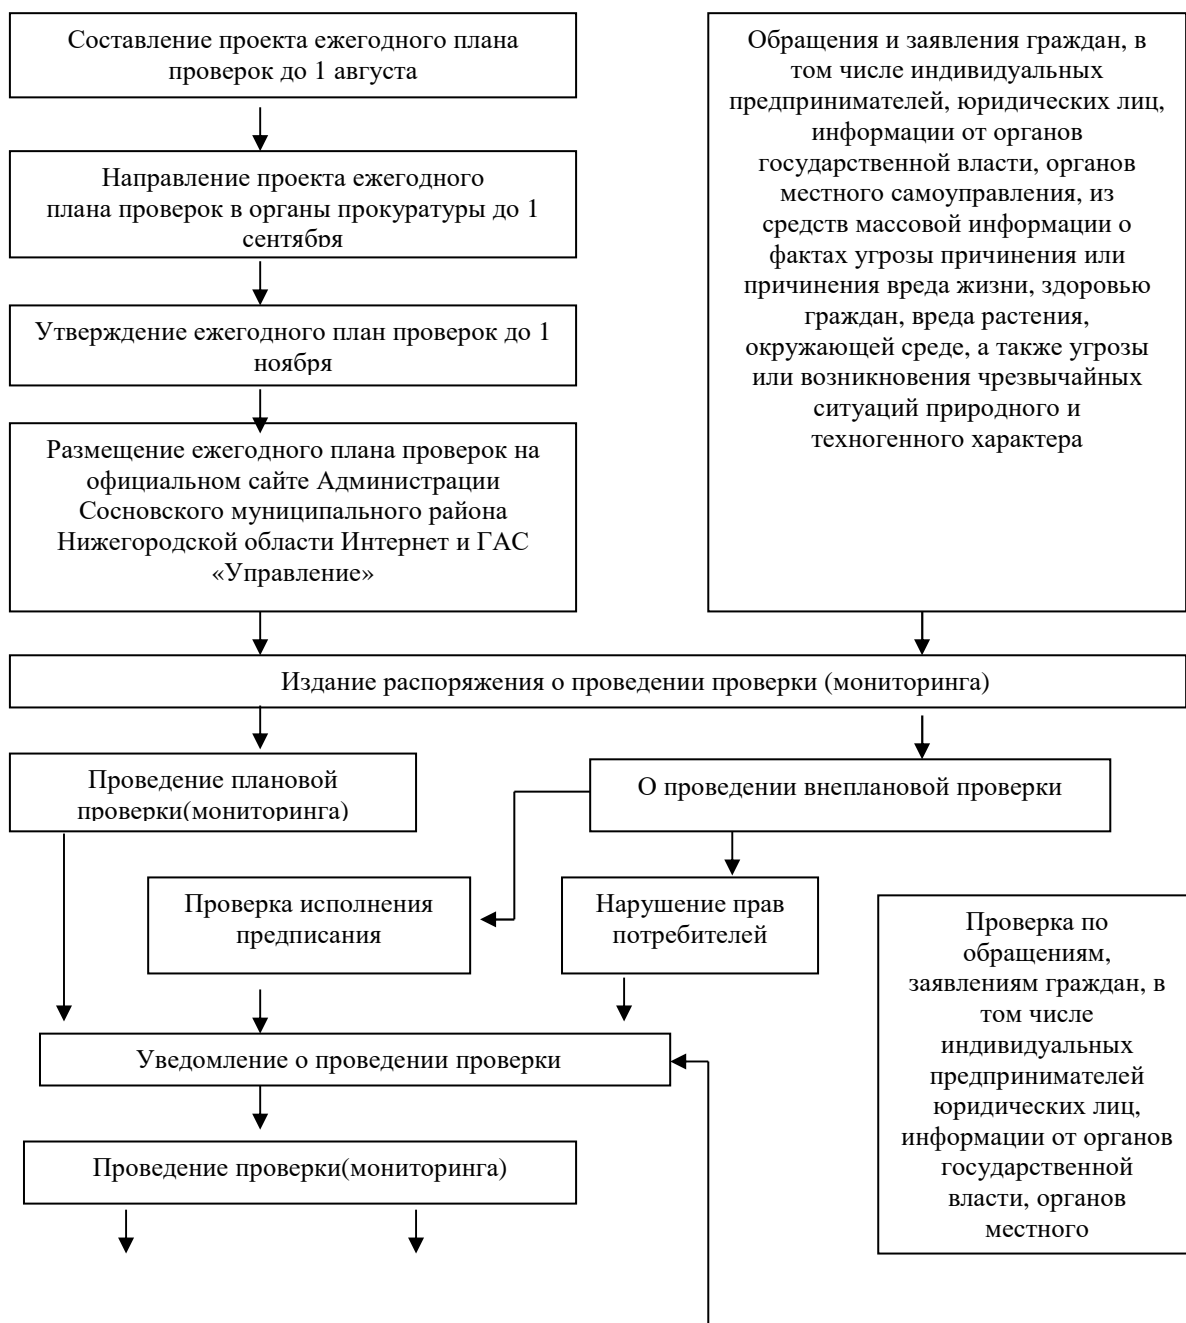 Составление проекта ежегодного плана
проверок до 1 августа
Направление проекта ежегодного
плана проверок в органы прокуратуры до 1
сентября
Утверждение ежегодного план проверок до 1
ноября
Размещение ежегодного плана проверок на
официальном сайте Администрации
Сосновского муниципального района
Нижегородской области Интернет и ГАС
«Управление»
Обращения и заявления граждан, в
том числе индивидуальных
предпринимателей, юридических лиц,
информации от органов
государственной власти, органов
местного самоуправления, из
средств массовой информации о
фактах угрозы причинения или
причинения вреда жизни, здоровью
граждан, вреда растения,
окружающей среде, а также угрозы
или возникновения чрезвычайных
ситуаций природного и
техногенного характера
Издание распоряжения о проведении проверки (мониторинга)
Проведение плановой
проверки(мониторинга)
О проведении внеплановой проверки
Проверка исполнения
предписания
Нарушение прав
потребителей
Проверка по
обращениям,
заявлениям граждан, в
том числе
индивидуальных
предпринимателей
юридических лиц,
информации от органов
государственной
власти, органов
местного
Уведомление о проведении проверки
Проведение проверки(мониторинга)